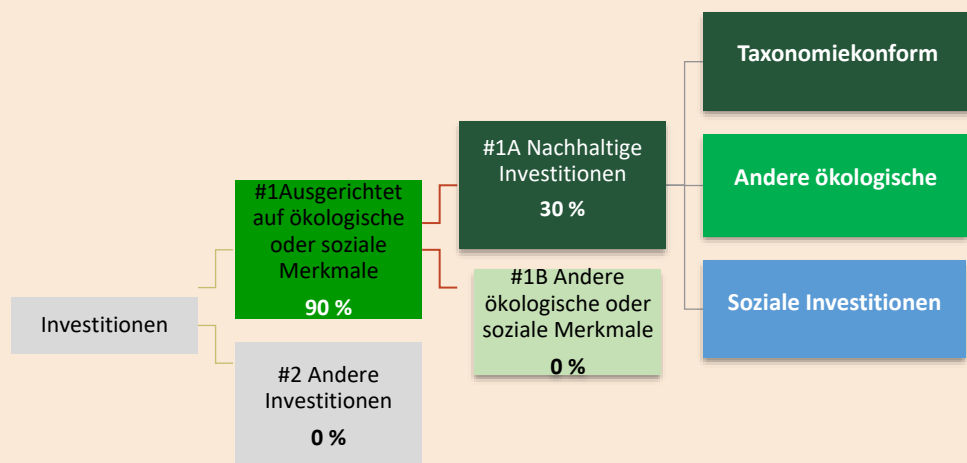 Investitionen
#1Ausgerichtet
auf ökologische
oder soziale
Merkmale
90 %
#2 Andere
Investitionen
0 %
#1A Nachhaltige
Investitionen
30 %
#1B Andere
ökologische oder
soziale Merkmale
0 %
Taxonomiekonform
Andere ökologische
Soziale Investitionen